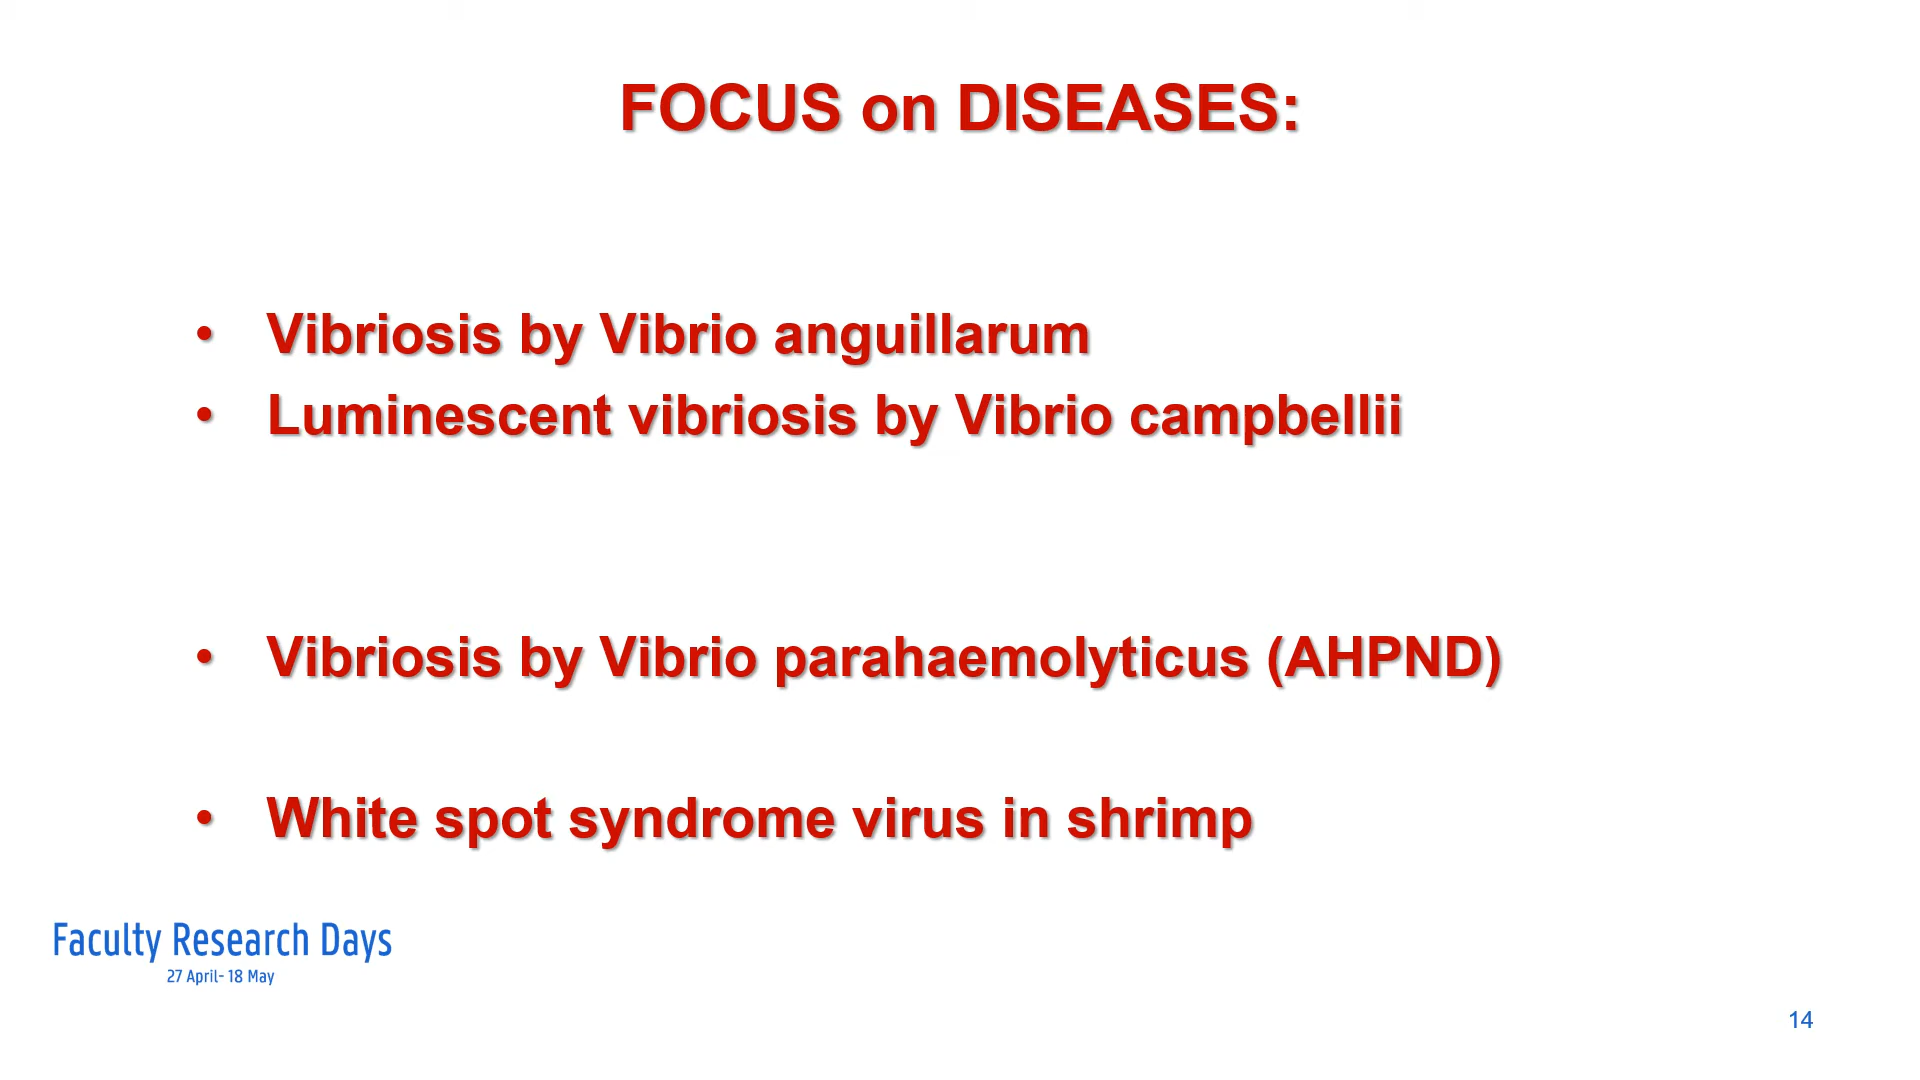 FOCUS on DISEASES:
• Vibriosis by Vibrio anguillarum
• Luminescent vibriosis by Vibrio campbellii
• Vibriosis by Vibrio parahaemolyticus (AHPND)
• White spot syndrome virus in shrimp
Faculty Research Days
27 April- 18 May
14